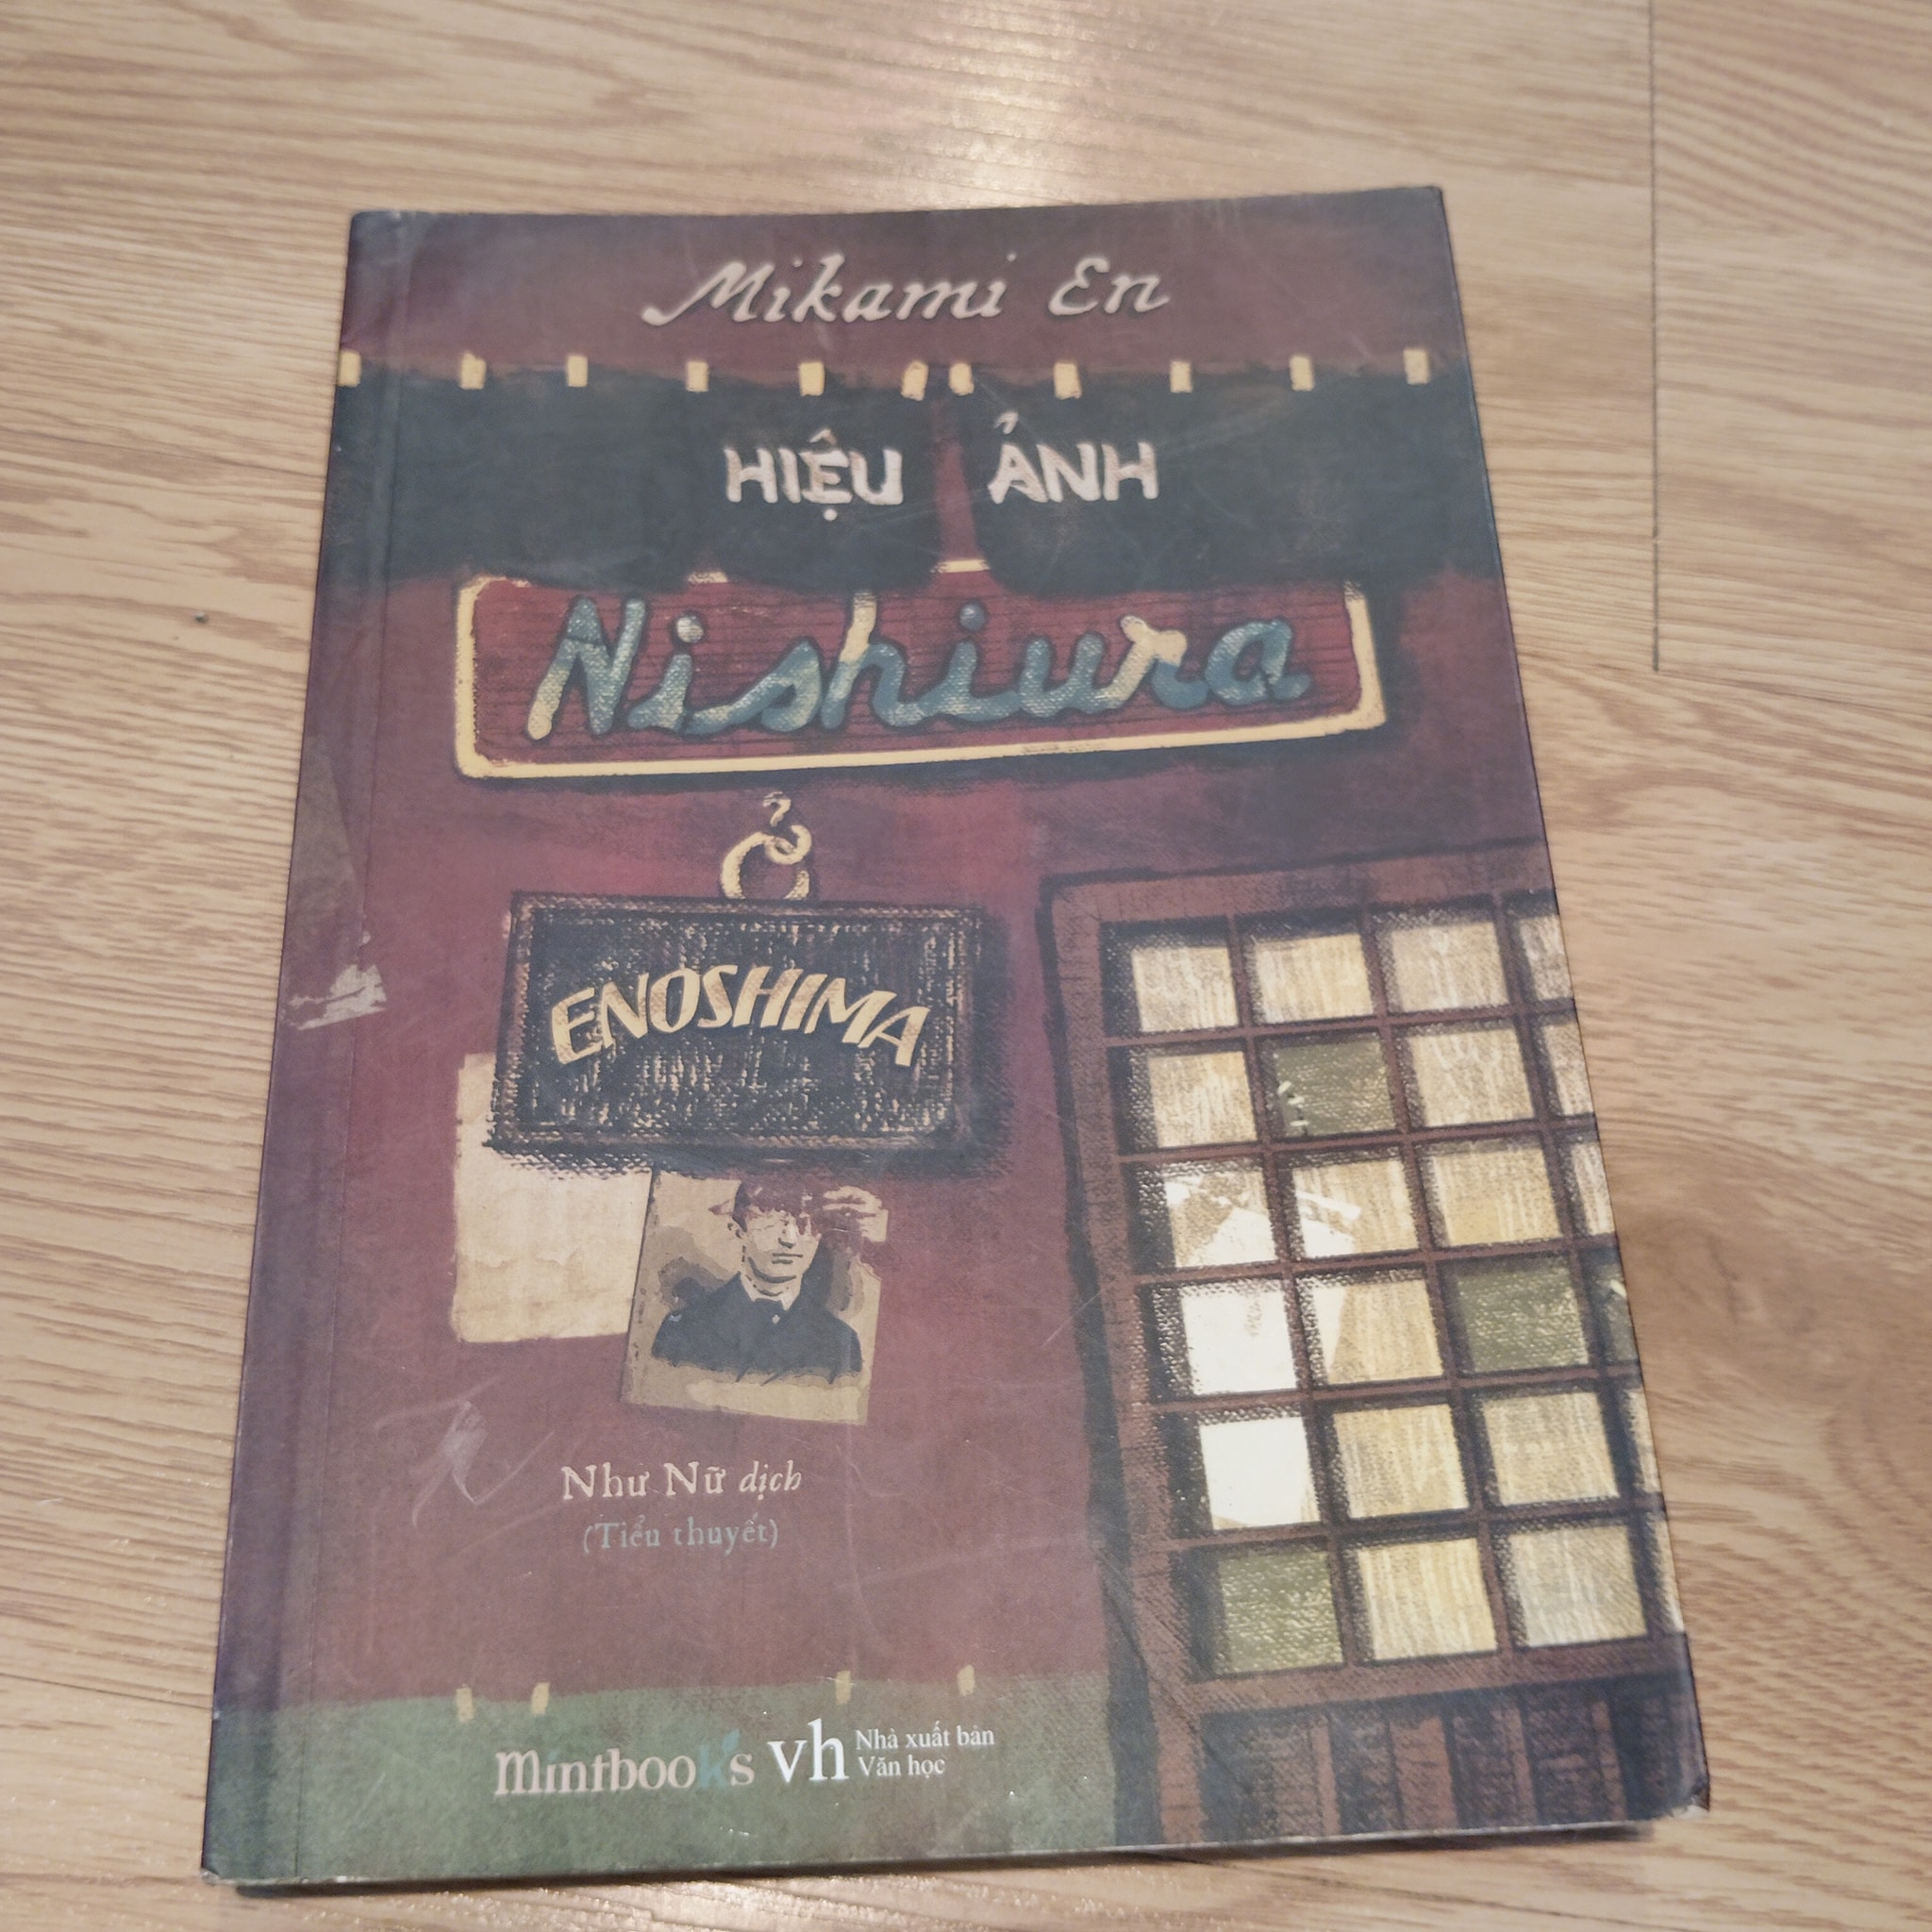 Mikami En
HIỆU ẢNH
Nishiura
Ở
ENOSHIMA
Như Nữ dịch
(Tiểu thuyết)
mintbooks vh Nhà xuất bản
Văn học